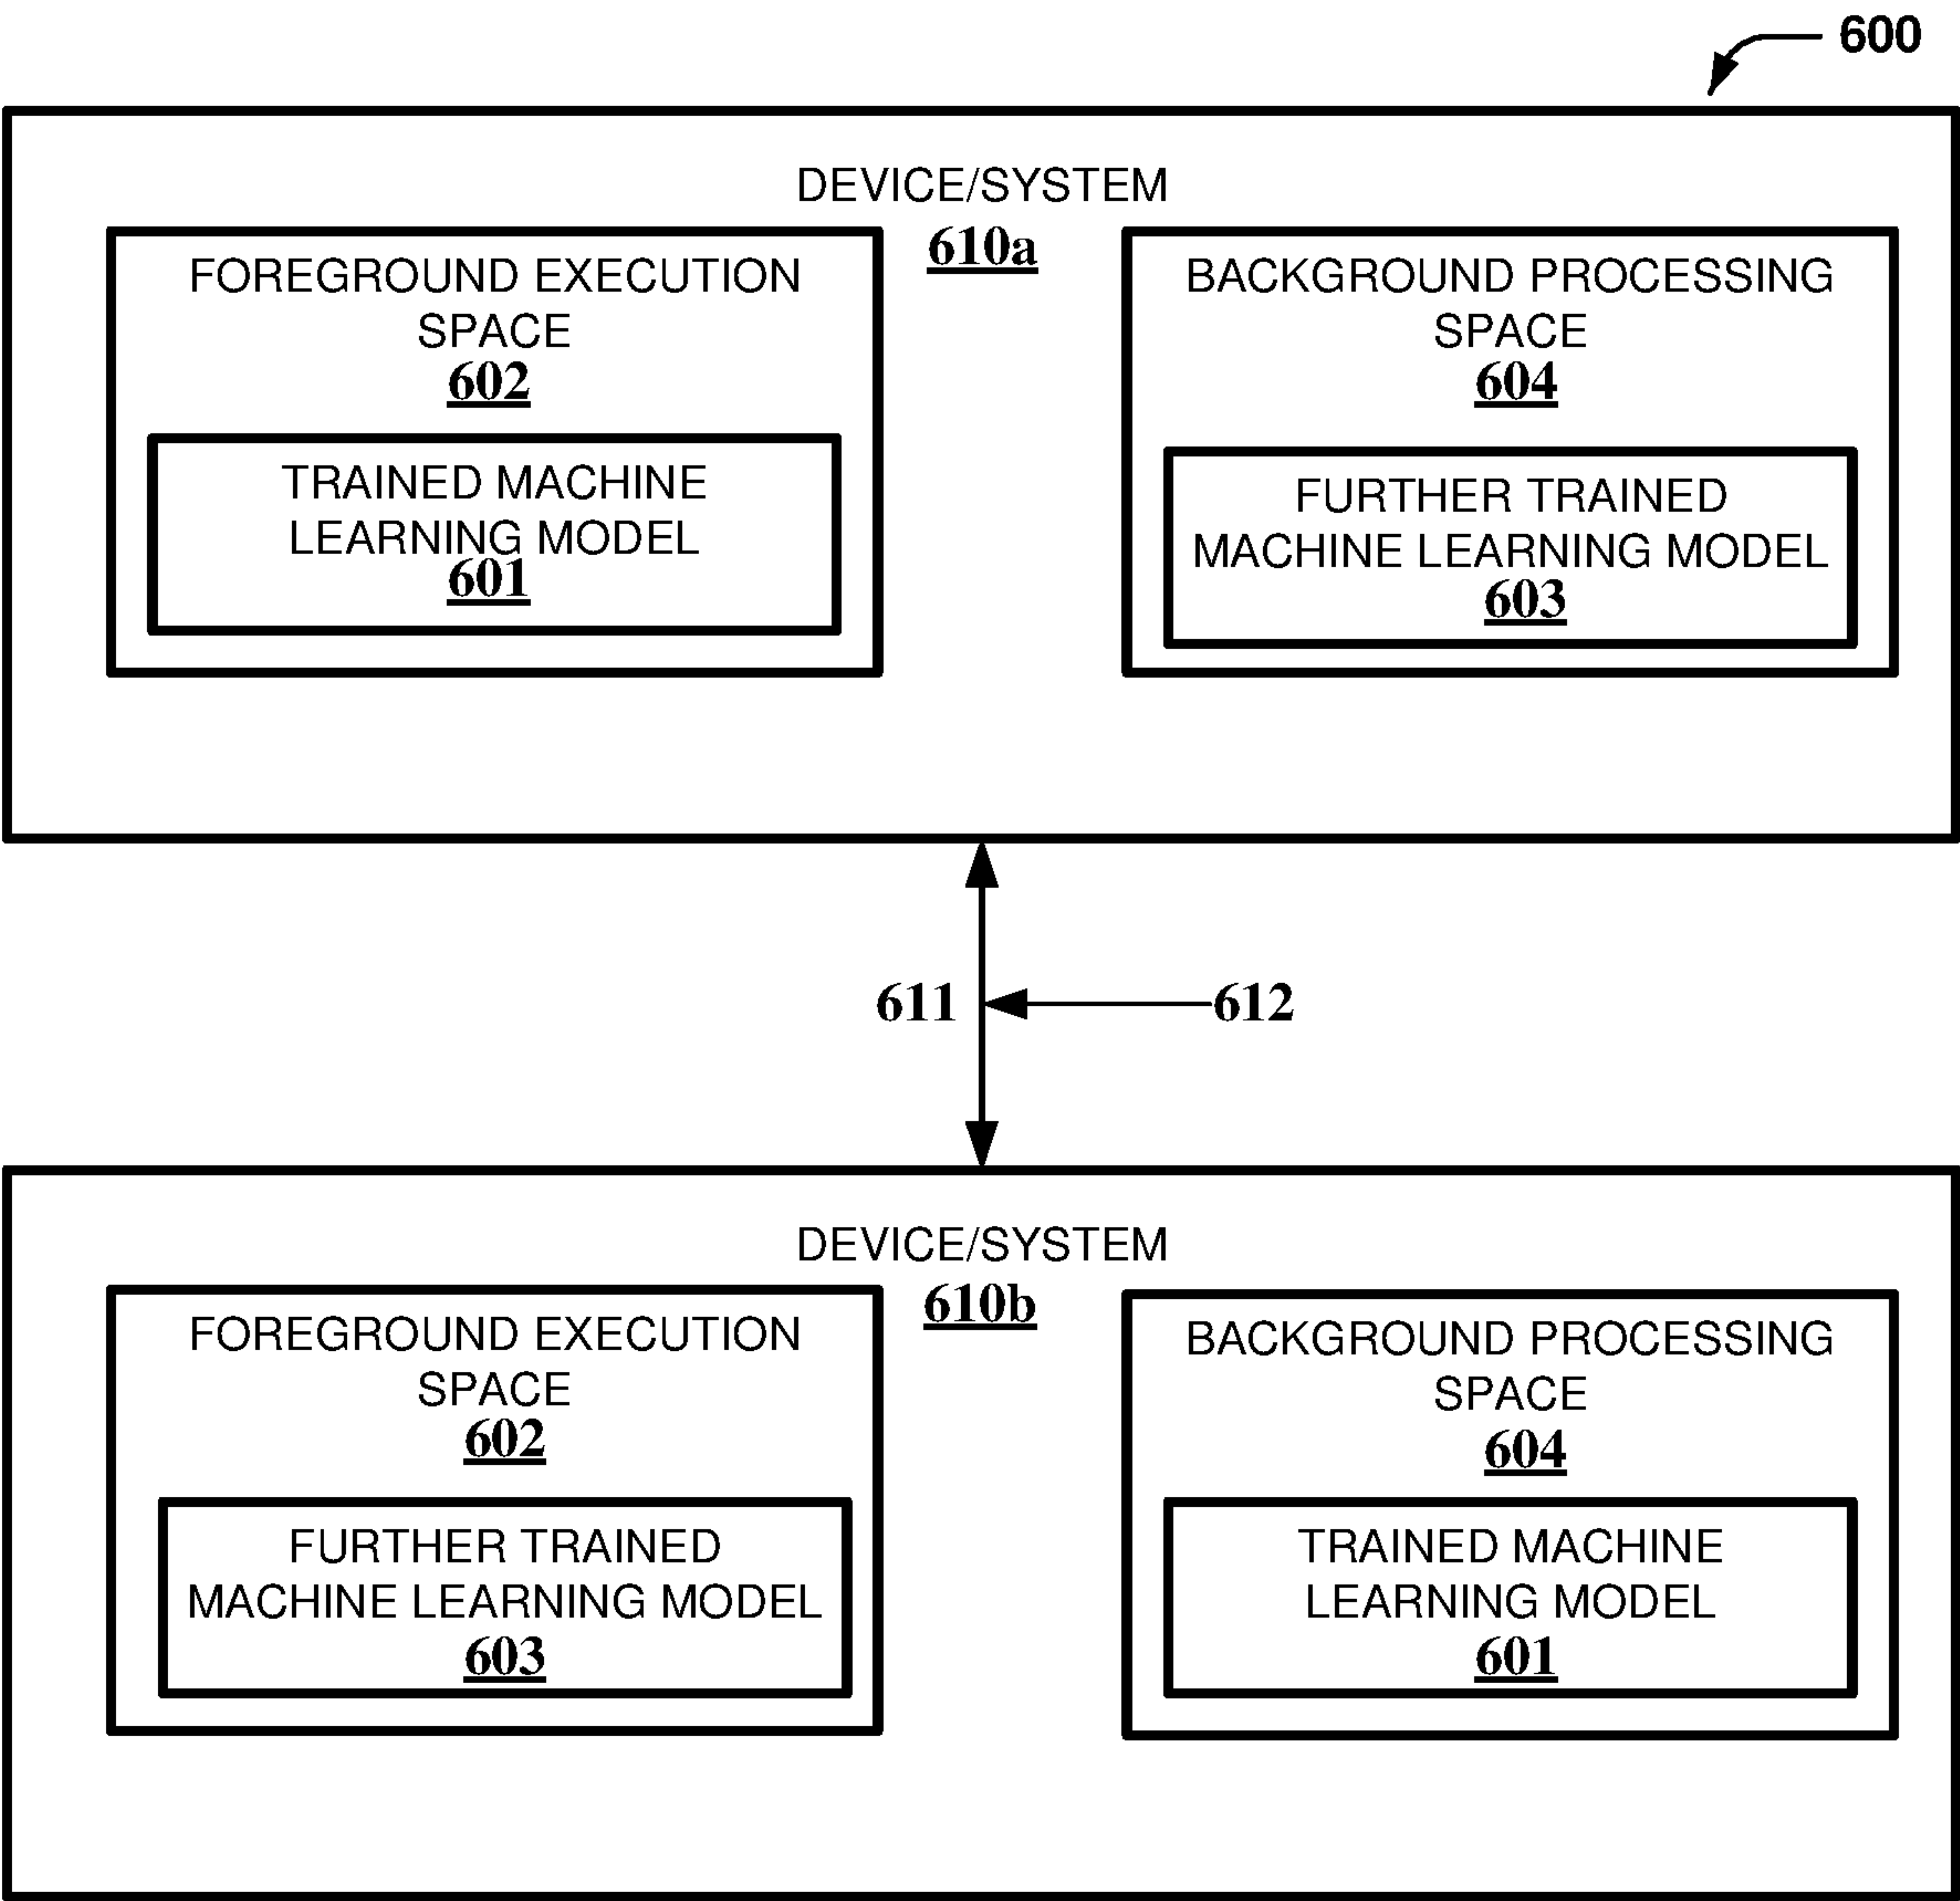 600
DEVICE/SYSTEM
610a
FOREGROUND EXECUTION
SPACE
602
TRAINED MACHINE
LEARNING MODEL
601
BACKGROUND PROCESSING
SPACE
604
FURTHER TRAINED
MACHINE LEARNING MODEL
603
611
612
DEVICE/SYSTEM
610b
FOREGROUND EXECUTION
SPACE
602
FURTHER TRAINED
MACHINE LEARNING MODEL
603
BACKGROUND PROCESSING
SPACE
604
TRAINED MACHINE
LEARNING MODEL
601